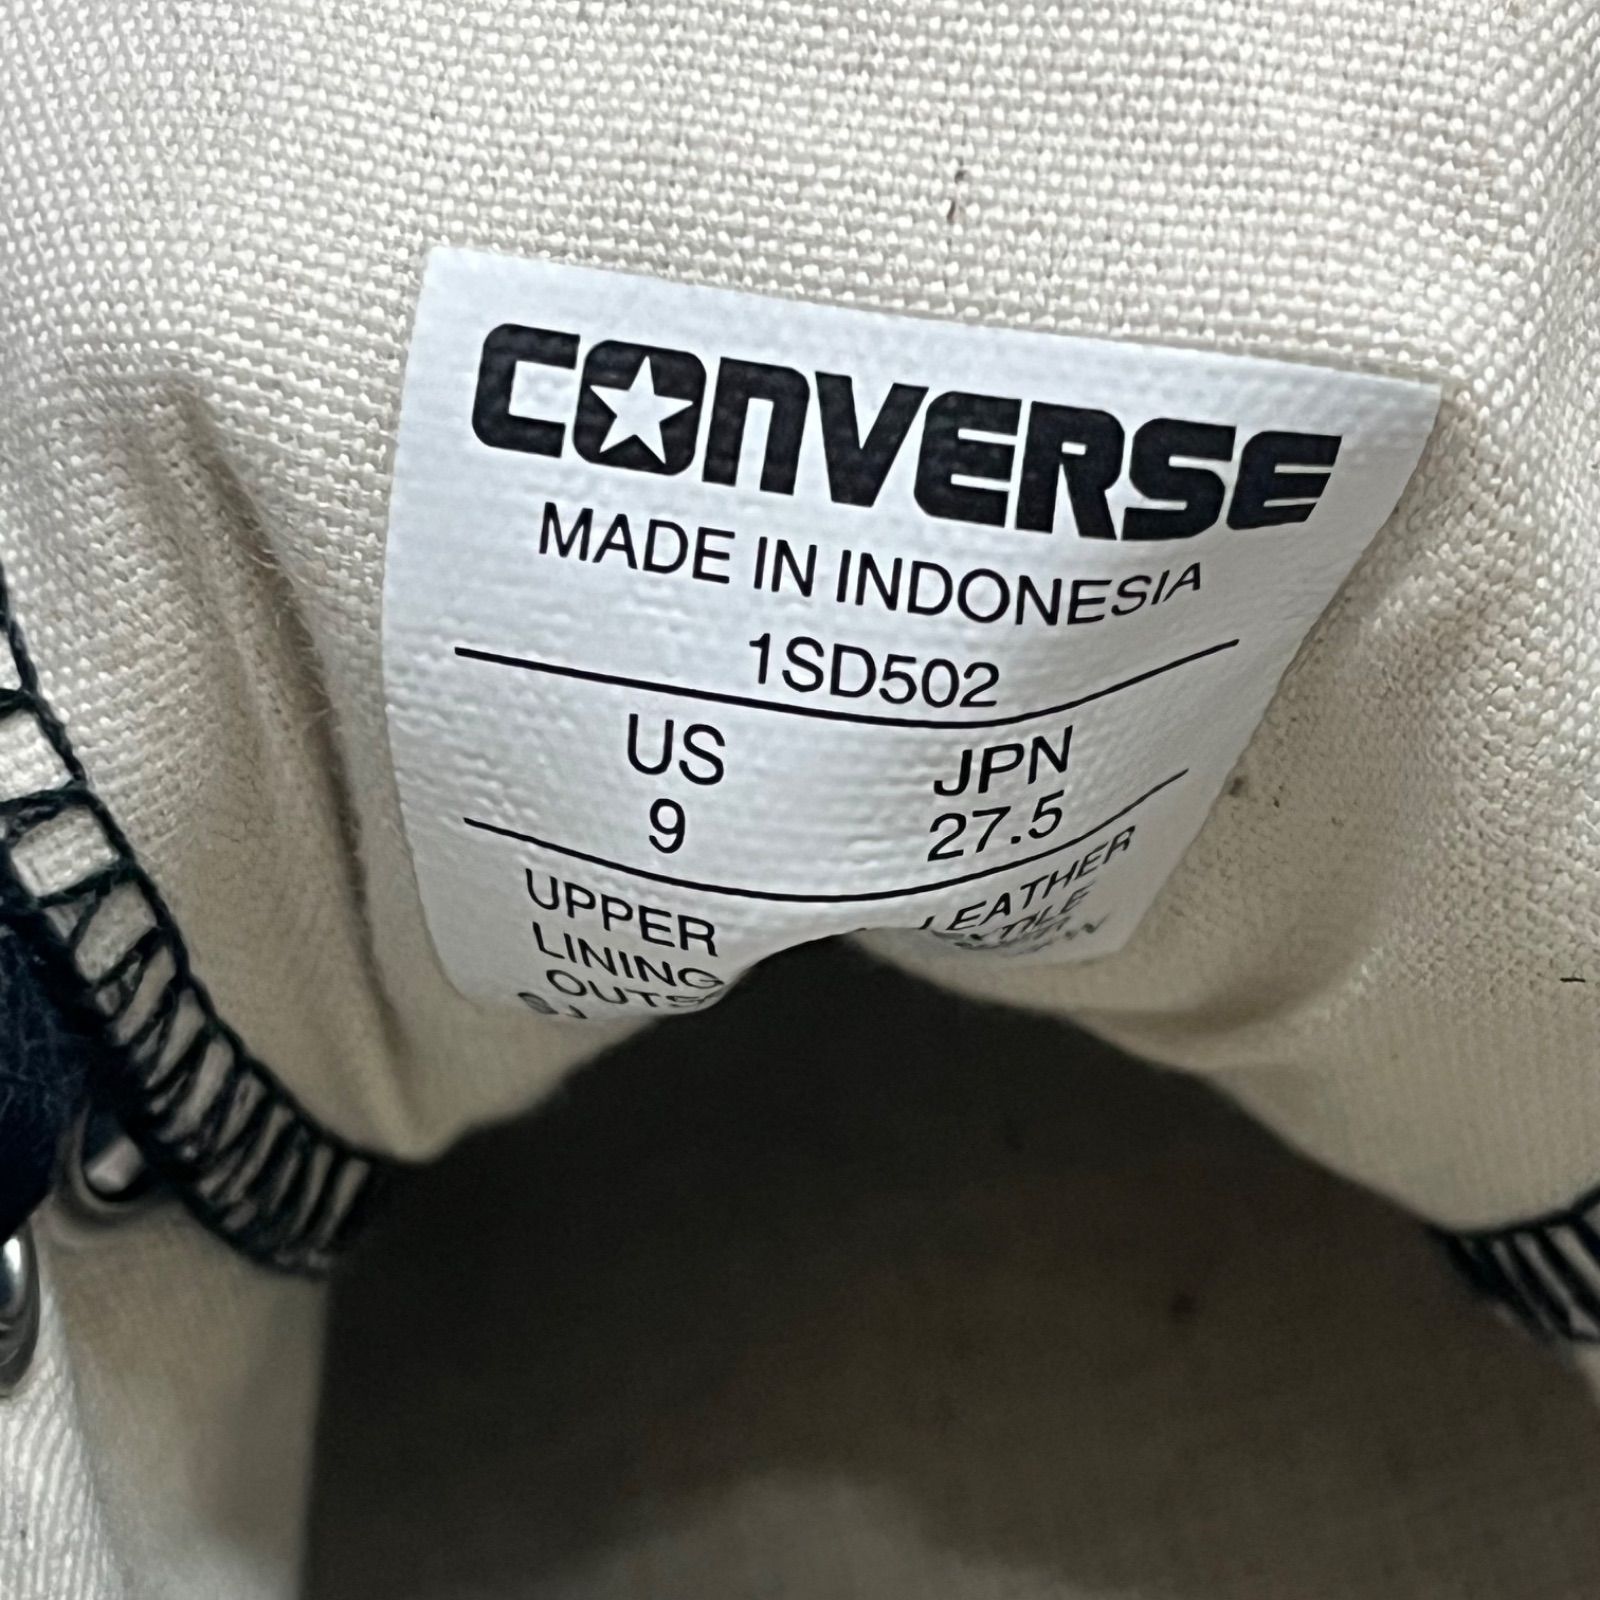 CONVERSE
MADE IN INDONESIA
1SD502
US JPN
9 27.5
UPPER LEATHER
LINING